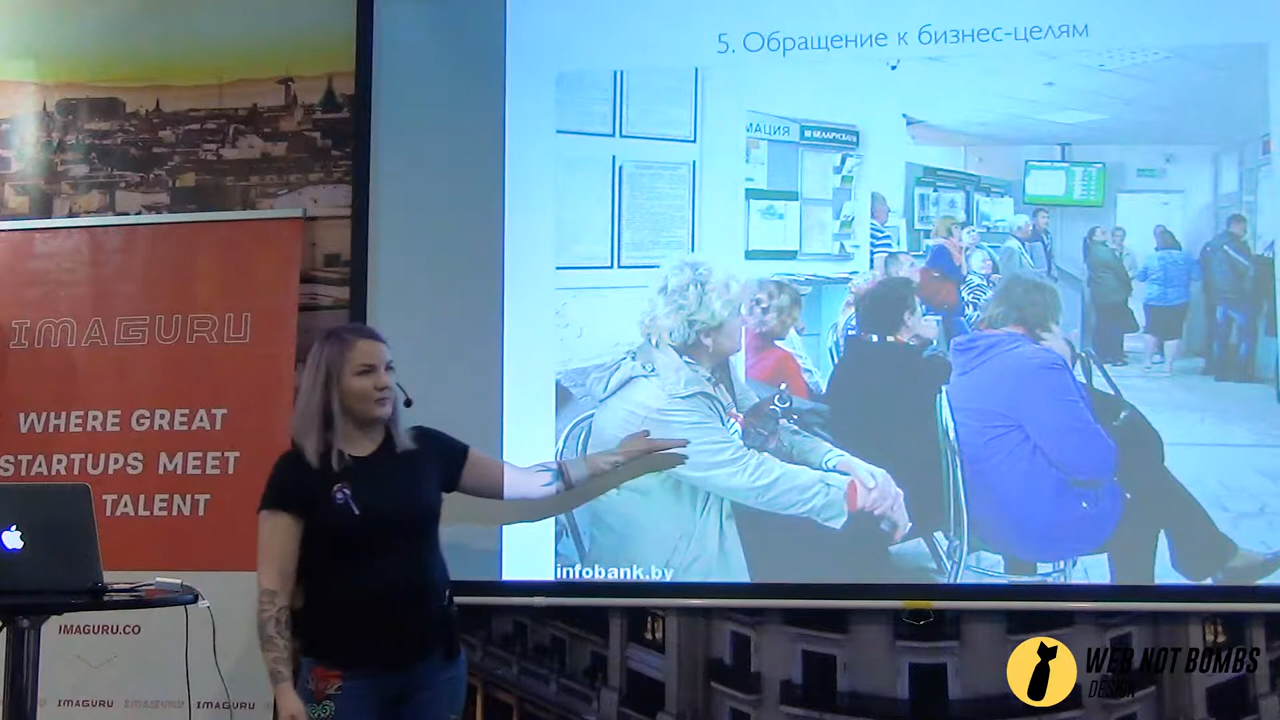 5. Обращение к бизнес-целям
МАЦИЯ
infobank.by
IMAGURU
WHERE GREAT
STARTUPS MEET
TALENT
IMAGURU.CO
IMAGURU IMAGURU IMAGURU
WEB NOT BOMBS
DESIGN